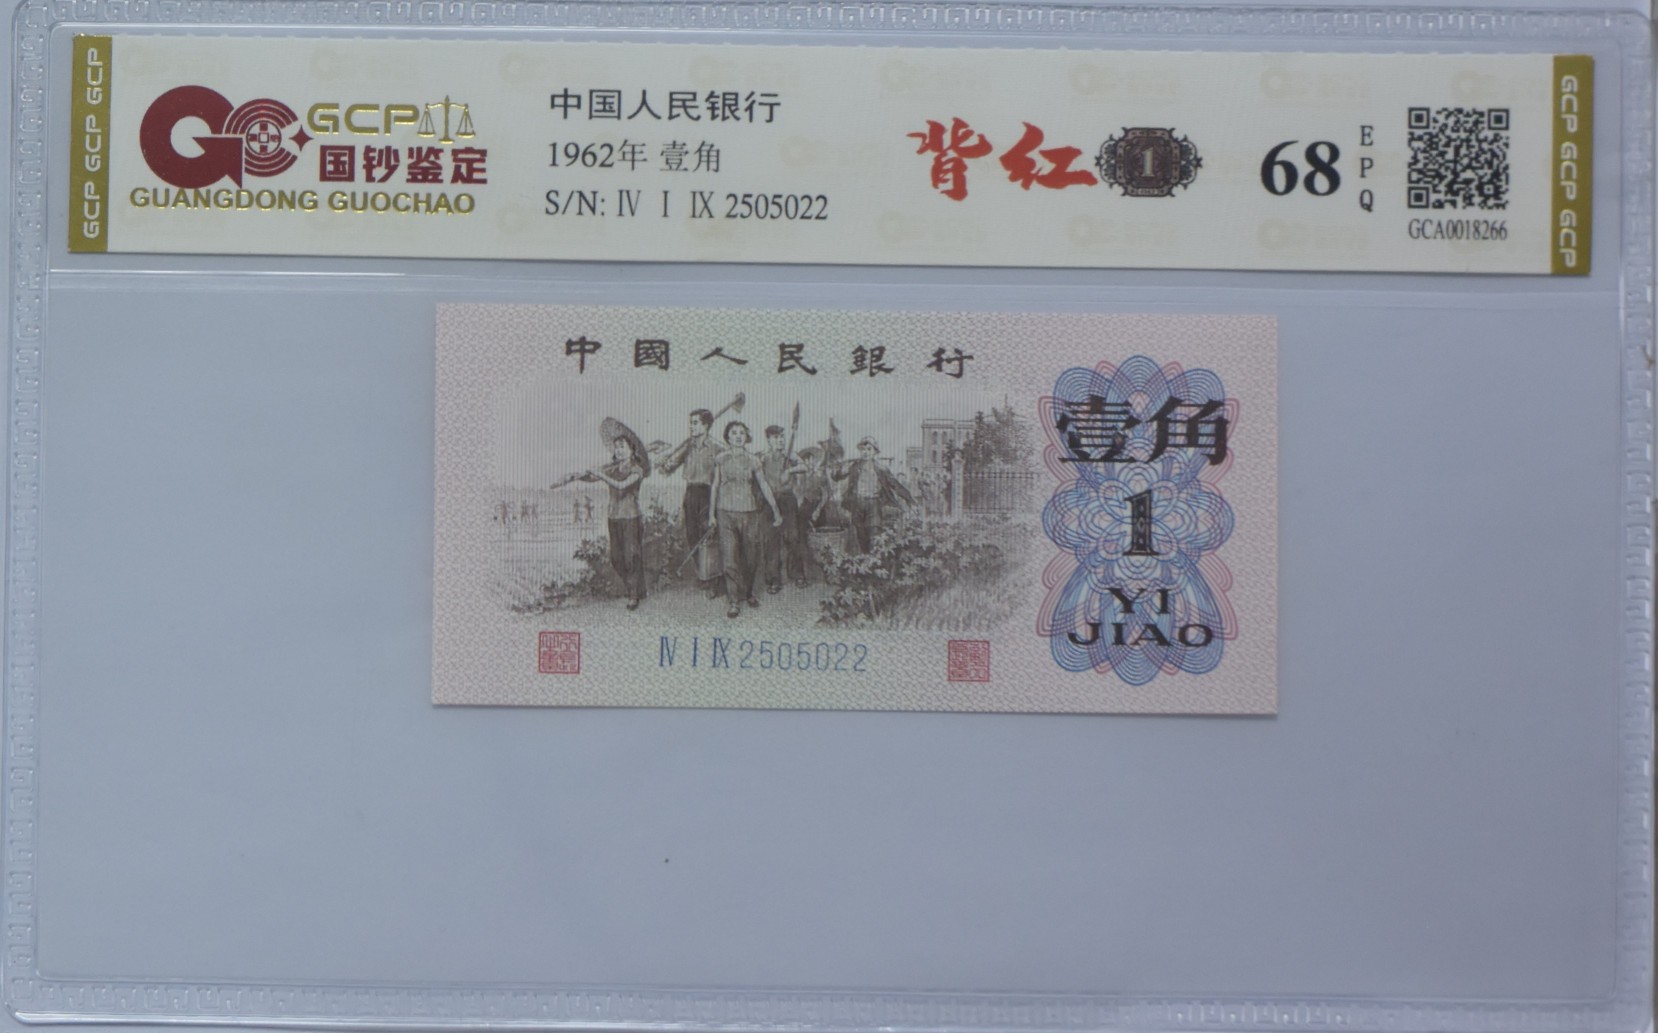 GCP GCP GCP
GCP
国钞鉴定
GUANGDONG GUOCHAO
中国人民银行
1962年 壹角
S/N: Ⅳ Ⅰ Ⅸ 2505022
背红
1
68
EPQ
GCA0018266
GCP GCP GCP
中國人民銀行
壹角
1
YI
JIAO
Ⅳ Ⅰ Ⅸ 2505022